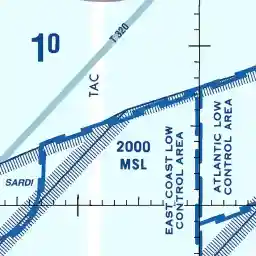 1⁰
T 320
TAC
2000
MSL
SARDI
EAST COAST LOW
CONTROL AREA
ATLANTIC LOW
CONTROL AREA